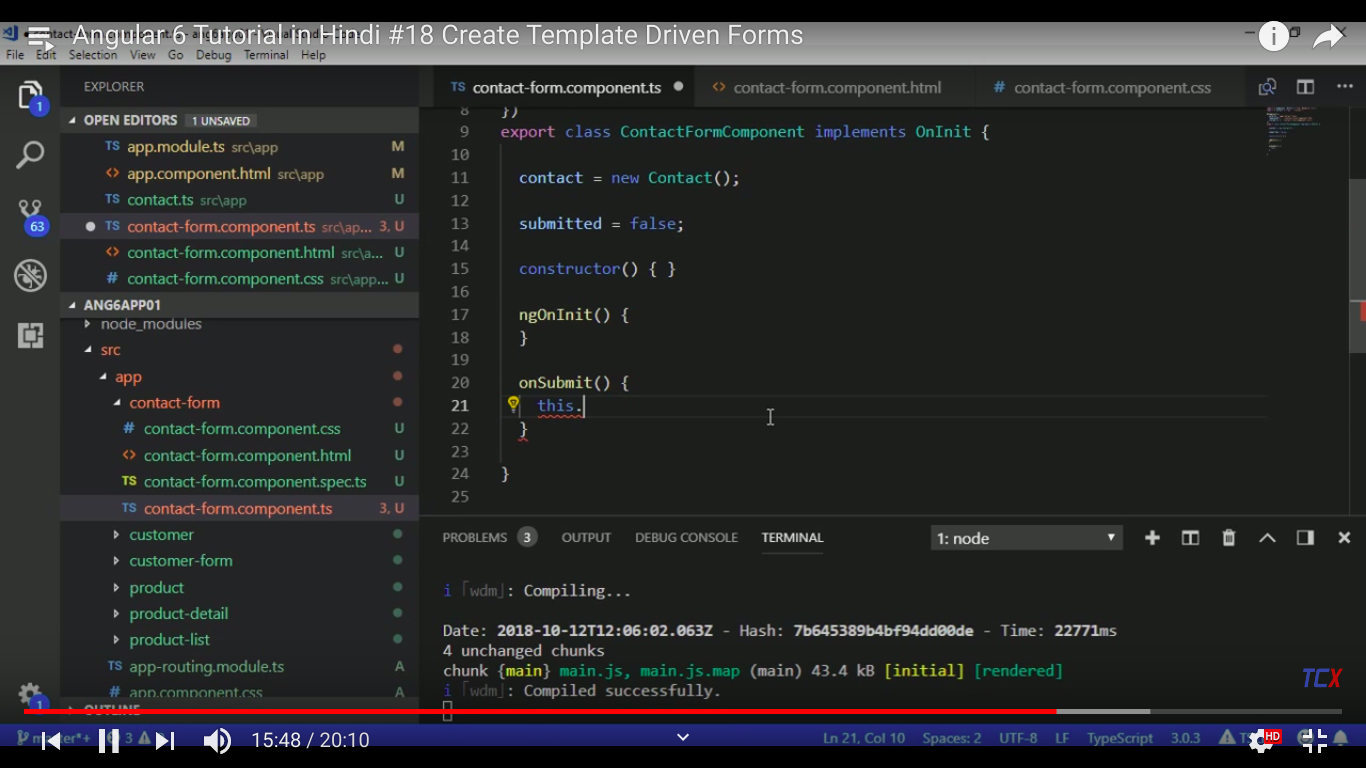 Angular 6 Tutorial in Hindi #18 Create Template Driven Forms
File Edit Selection View Go Debug Terminal Help
EXPLORER
TS contact-form.component.ts
<> contact-form.component.html
# contact-form.component.css
1
OPEN EDITORS 1 UNSAVED
TS app.module.ts src\app M
<> app.component.html src\app M
TS contact.ts src\app U
TS contact-form.component.ts src\ap... 3, U
<> contact-form.component.html src\a... U
# contact-form.component.css src\app... U
63
ANG6APP01
node_modules
src
app
contact-form
# contact-form.component.css U
<> contact-form.component.html U
TS contact-form.component.spec.ts U
TS contact-form.component.ts 3, U
customer
customer-form
product
product-detail
product-list
TS app-routing.module.ts A
# app.component.css A
OUTLINE
1
8 })
9 export class ContactFormComponent implements OnInit {
10
11 contact = new Contact();
12
13 submitted = false;
14
15 constructor() { }
16
17 ngOnInit() {
18 }
19
20 onSubmit() {
21 this.
22 }
23
24 }
25
PROBLEMS 3 OUTPUT DEBUG CONSOLE TERMINAL 1: node
i 「wdm」: Compiling...
Date: 2018-10-12T12:06:02.063Z - Hash: 7b645389b4bf94dd00de - Time: 22771ms
4 unchanged chunks
chunk {main} main.js, main.js.map (main) 43.4 kB [initial] [rendered]
i 「wdm」: Compiled successfully.
TCX
15:48 / 20:10
Ln 21, Col 10 Spaces: 2 UTF-8 LF TypeScript 3.0.3
HD